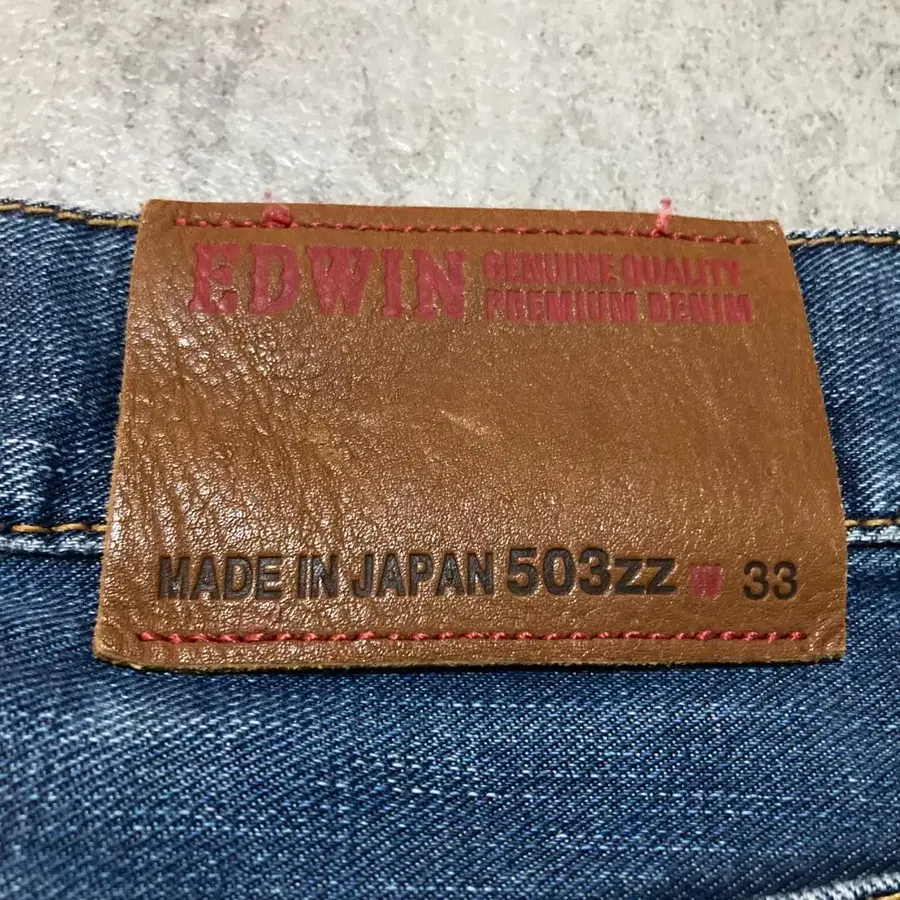 EDWIN GENUINE QUALITY
PREMIUM DENIM
MADE IN JAPAN 503zz W 33